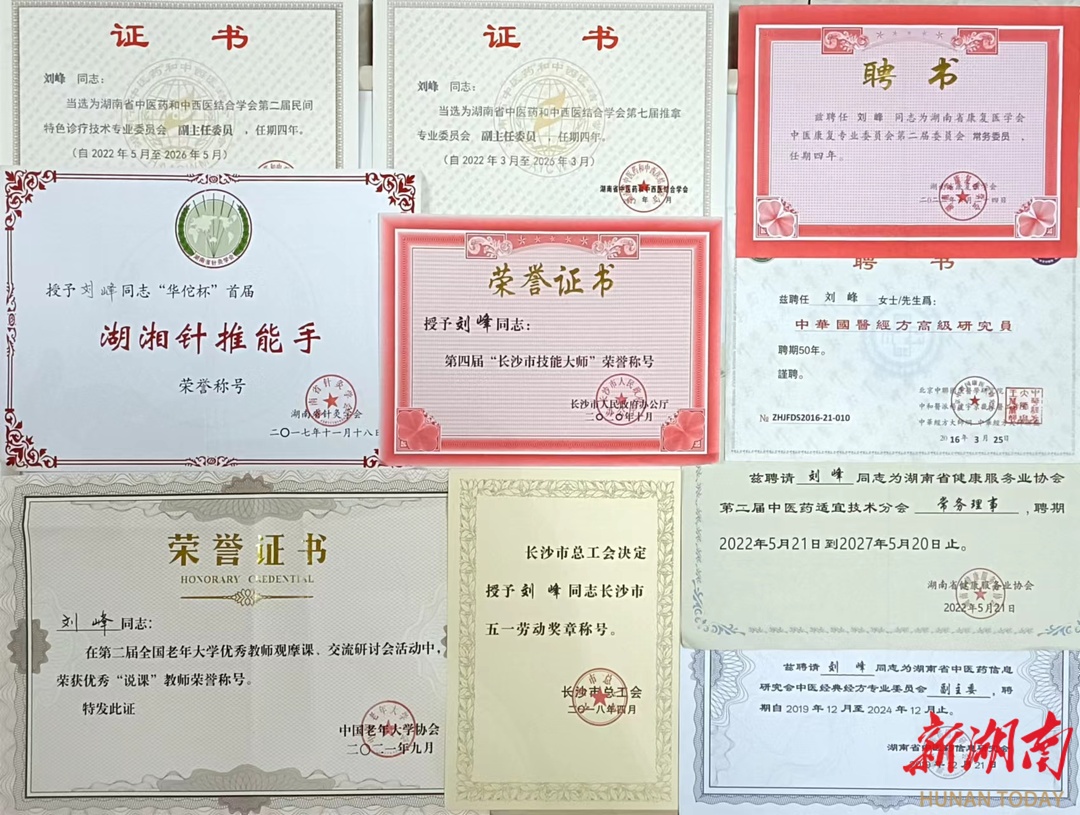 证 书
刘峰 同志：
当选为湖南省中医药和中西医结合学会第二届民间
特色诊疗技术专业委员会 副主任委员 ，任期四年。
（自 2022 年 5 月至 2026 年 5 月）
证 书
刘峰 同志：
当选为湖南省中医药和中西医结合学会第七届推拿
专业委员会 副主任委员 ，任期四年。
（自 2022 年 3 月至 2026 年 3 月）
湖南省中医药和中西医结合学会
年 月
聘 书
兹聘任 刘 峰 同志为湖南省康复医学会
中医康复专业委员会第二届委员会 常务委员 ，
任期四年。
湖南省针灸学会
授予 刘峰 同志“华佗杯”首届
湖湘针推能手
荣誉称号
湖南省针灸学会
二〇一七年十一月十八日
荣誉证书
授予 刘 峰 同志：
第四届“长沙市技能大师”荣誉称号
长沙市人民政府办公厅
年十月
聘 书
兹聘任 刘 峰 女士/先生爲：
中華國醫經方高級研究員
聘期50年。
謹聘。
№ ZHJFDS2016-21-010
2016年 3 月 25日
荣誉证书
HONORARY CREDENTIAL
刘 峰 同志：
在第二届全国老年大学优秀教师观摩课、交流研讨会活动中，
荣获优秀“说课”教师荣誉称号。
特发此证
中国老年大学协会
二〇二一年九月
长沙市总工会决定
授予 刘 峰 同志长沙市
五一劳动奖章称号。
长沙市总工会
二〇一八年四月
兹聘请 刘 峰 同志为湖南省健康服务业协会
第二届中医药适宜技术分会 常务理事 ，聘期
2022年5月21日到2027年5月20日止。
湖南省健康服务业协会
2022年5月21日
兹聘请 刘 峰 同志为湖南省中医药信息
研究会中医经典经方专业委员会 副主委 ，聘
期自 2019 年 12 月至 2024 年 12 月止。
新湖南
HUNAN TODAY